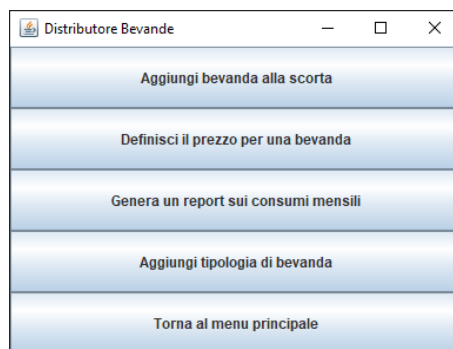 Distributore Bevande
Aggiungi bevanda alla scorta
Definisci il prezzo per una bevanda
Genera un report sui consumi mensili
Aggiungi tipologia di bevanda
Torna al menu principale